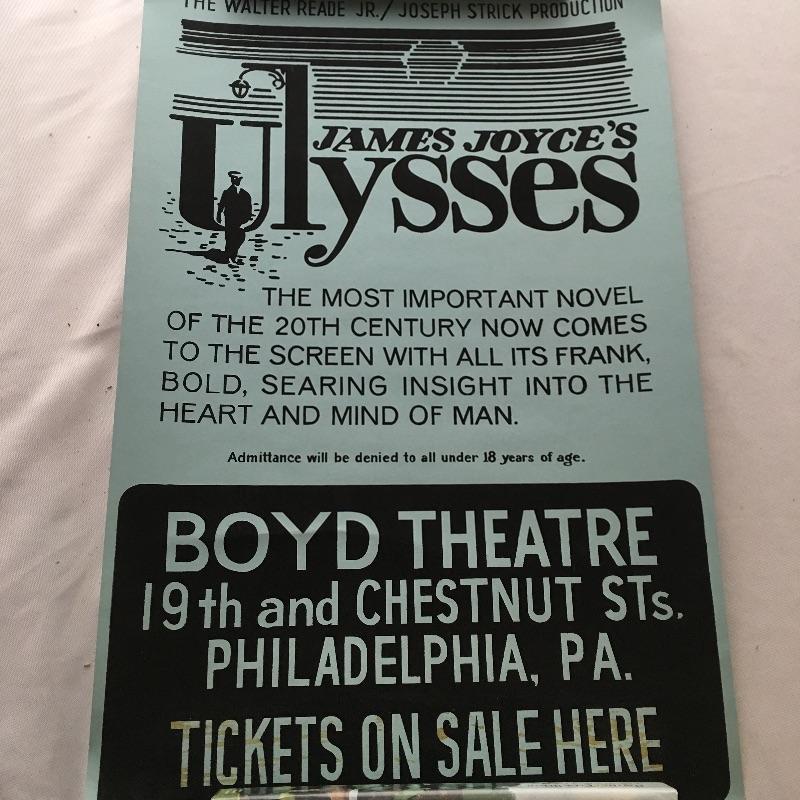 THE WALTER READE JR./ JOSEPH STRICK PRODUCTION
JAMES JOYCE'S
Ulysses
THE MOST IMPORTANT NOVEL
OF THE 20TH CENTURY NOW COMES
TO THE SCREEN WITH ALL ITS FRANK,
BOLD, SEARING INSIGHT INTO THE
HEART AND MIND OF MAN.
Admittance will be denied to all under 18 years of age.
BOYD THEATRE
19th and CHESTNUT STs.
PHILADELPHIA, PA.
TICKETS ON SALE HERE